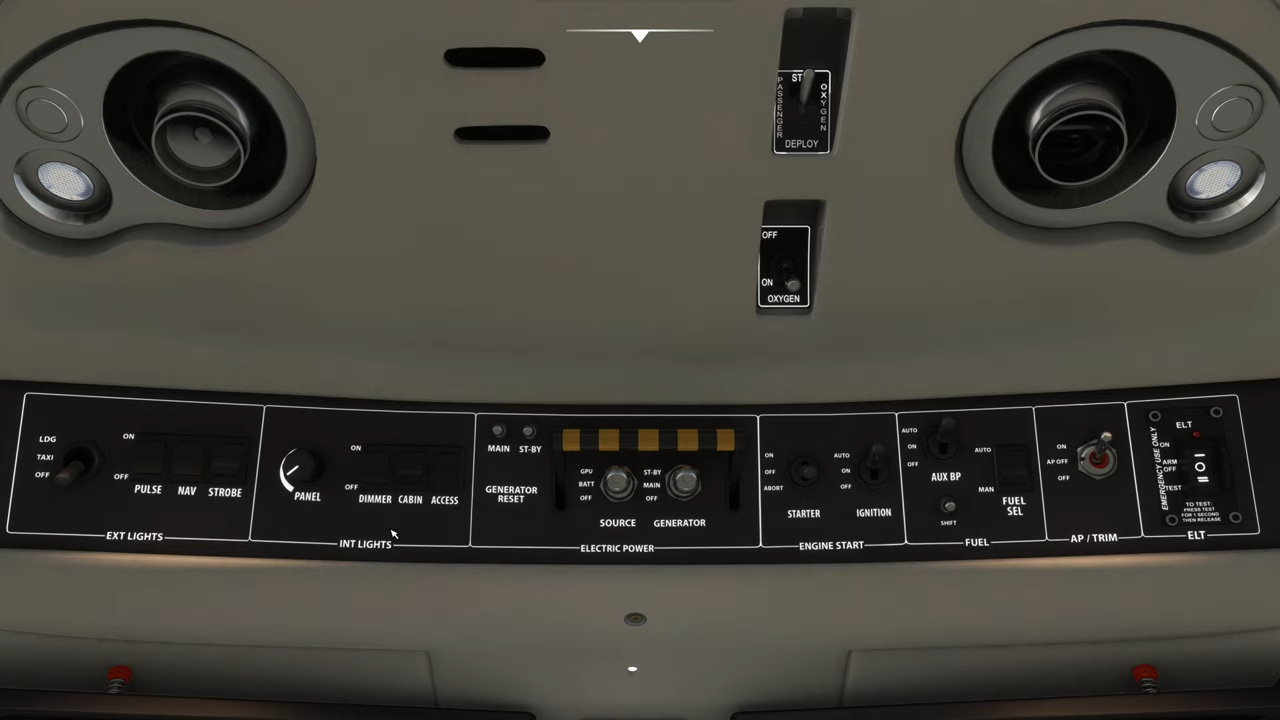 ST
PASSENGER
OXYGEN
DEPLOY
OFF
ON
OXYGEN
LDG
TAXI
OFF
ON
OFF
PULSE NAV STROBE
EXT LIGHTS
PANEL
ON
OFF
DIMMER CABIN ACCESS
INT LIGHTS
MAIN ST-BY
GENERATOR
RESET
GPU
BATT
OFF
SOURCE
ST-BY
MAIN
OFF
GENERATOR
ELECTRIC POWER
ON
OFF
ABORT
STARTER
AUTO
ON
OFF
IGNITION
ENGINE START
AUTO
ON
OFF
AUX BP
SHIFT
AUTO
MAN
FUEL
SEL
FUEL
ON
AP OFF
OFF
AP / TRIM
EMERGENCY USE ONLY
ELT
ON
ARM
OFF
TEST
TO TEST:
PRESS TEST
FOR 1 SECOND
THEN RELEASE
ELT